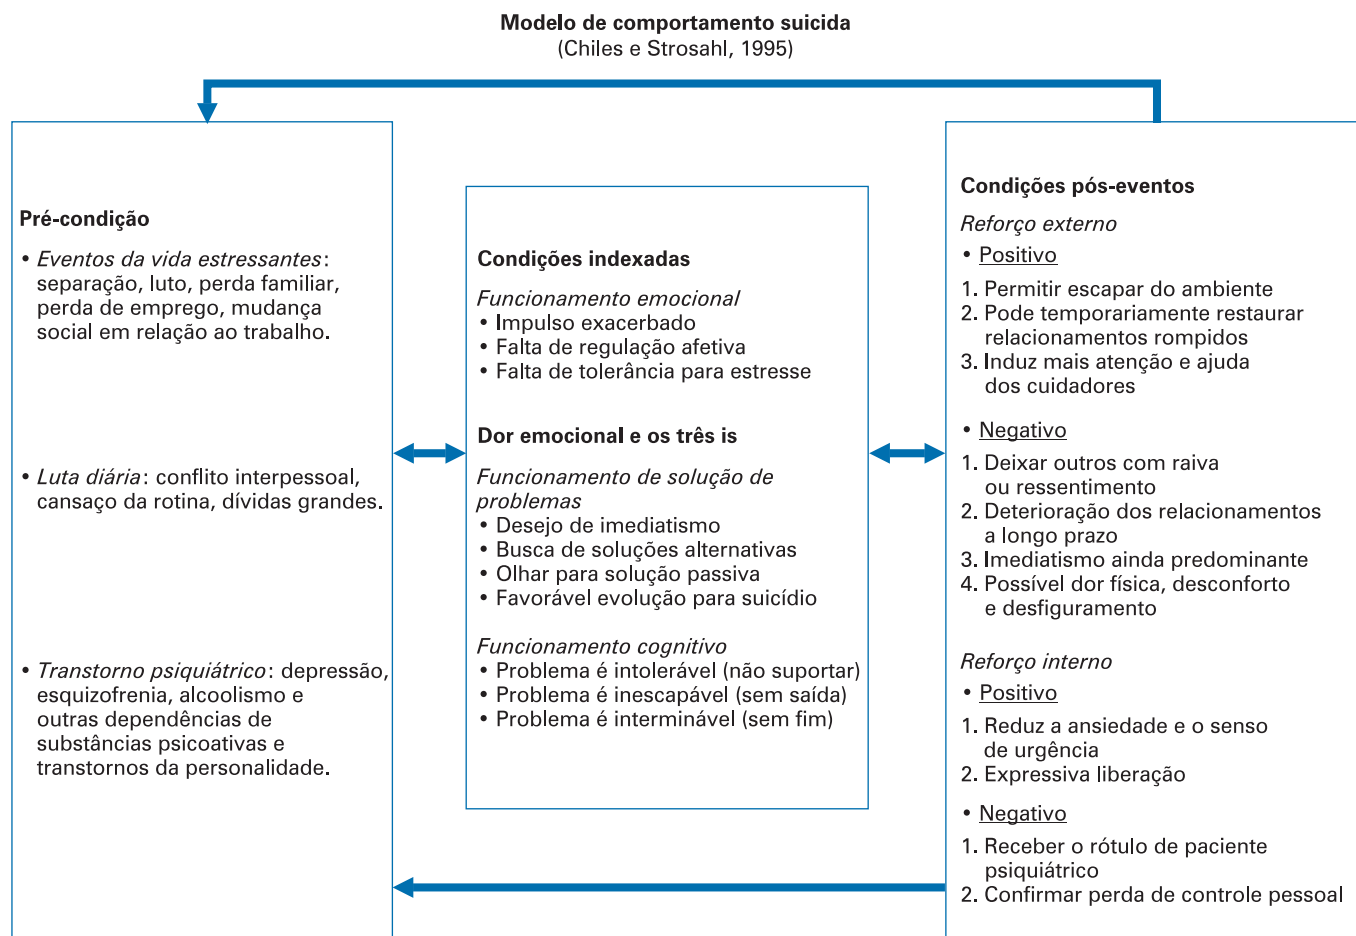 Modelo de comportamento suicida
(Chiles e Strosahl, 1995)
Pré-condição
• Eventos da vida estressantes:
separação, luto, perda familiar,
perda de emprego, mudança
social em relação ao trabalho.
• Luta diária: conflito interpessoal,
cansaço da rotina, dívidas grandes.
• Transtorno psiquiátrico: depressão,
esquizofrenia, alcoolismo e
outras dependências de
substâncias psicoativas e
transtornos da personalidade.
Condições indexadas
Funcionamento emocional
• Impulso exacerbado
• Falta de regulação afetiva
• Falta de tolerância para estresse
Dor emocional e os três is
Funcionamento de solução de
problemas
• Desejo de imediatismo
• Busca de soluções alternativas
• Olhar para solução passiva
• Favorável evolução para suicídio
Funcionamento cognitivo
• Problema é intolerável (não suportar)
• Problema é inescapável (sem saída)
• Problema é interminável (sem fim)
Condições pós-eventos
Reforço externo
• Positivo
1. Permitir escapar do ambiente
2. Pode temporariamente restaurar
relacionamentos rompidos
3. Induz mais atenção e ajuda
dos cuidadores
• Negativo
1. Deixar outros com raiva
ou ressentimento
2. Deterioração dos relacionamentos
a longo prazo
3. Imediatismo ainda predominante
4. Possível dor física, desconforto
e desfiguramento
Reforço interno
• Positivo
1. Reduz a ansiedade e o senso
de urgência
2. Expressiva liberação
• Negativo
1. Receber o rótulo de paciente
psiquiátrico
2. Confirmar perda de controle pessoal